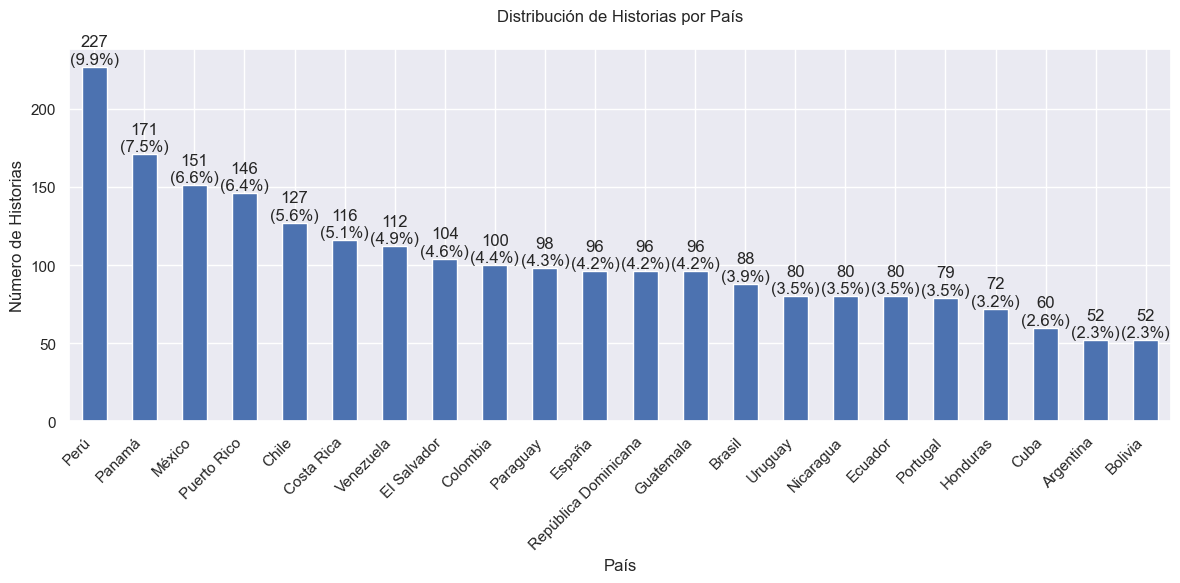 Distribución de Historias por País
Número de Historias
200
150
100
50
0
227
(9.9%)
171
(7.5%)
151
(6.6%)
146
(6.4%)
127
(5.6%)
116
(5.1%)
112
(4.9%)
104
(4.6%)
100
(4.4%)
98
(4.3%)
96
(4.2%)
96
(4.2%)
96
(4.2%)
88
(3.9%)
80
(3.5%)
80
(3.5%)
80
(3.5%)
79
(3.5%)
72
(3.2%)
60
(2.6%)
52
(2.3%)
52
(2.3%)
Perú
Panamá
México
Puerto Rico
Chile
Costa Rica
Venezuela
El Salvador
Colombia
Paraguay
España
República Dominicana
Guatemala
Brasil
Uruguay
Nicaragua
Ecuador
Portugal
Honduras
Cuba
Argentina
Bolivia
País